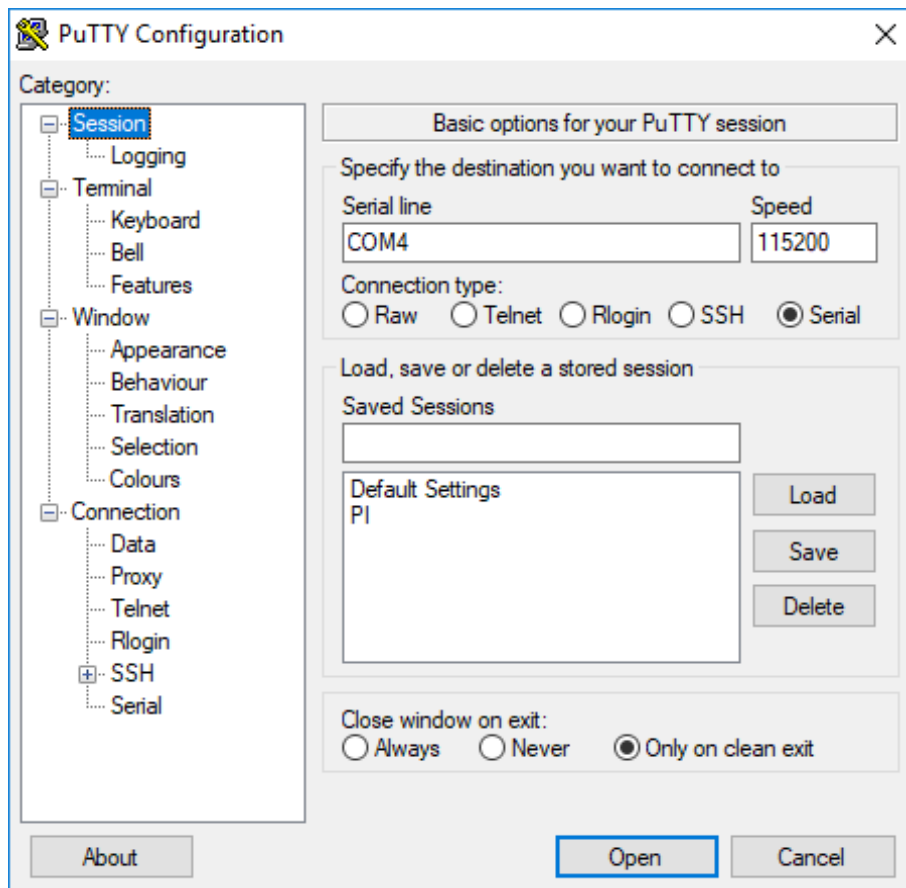 PuTTY Configuration
Category:
Session
Logging
Terminal
Keyboard
Bell
Features
Window
Appearance
Behaviour
Translation
Selection
Colours
Connection
Data
Proxy
Telnet
Rlogin
SSH
Serial
Basic options for your PuTTY session
Specify the destination you want to connect to
Serial line Speed
COM4 115200
Connection type:
Raw Telnet Rlogin SSH Serial
Load, save or delete a stored session
Saved Sessions
Default Settings
PI
Load
Save
Delete
Close window on exit:
Always Never Only on clean exit
About Open Cancel